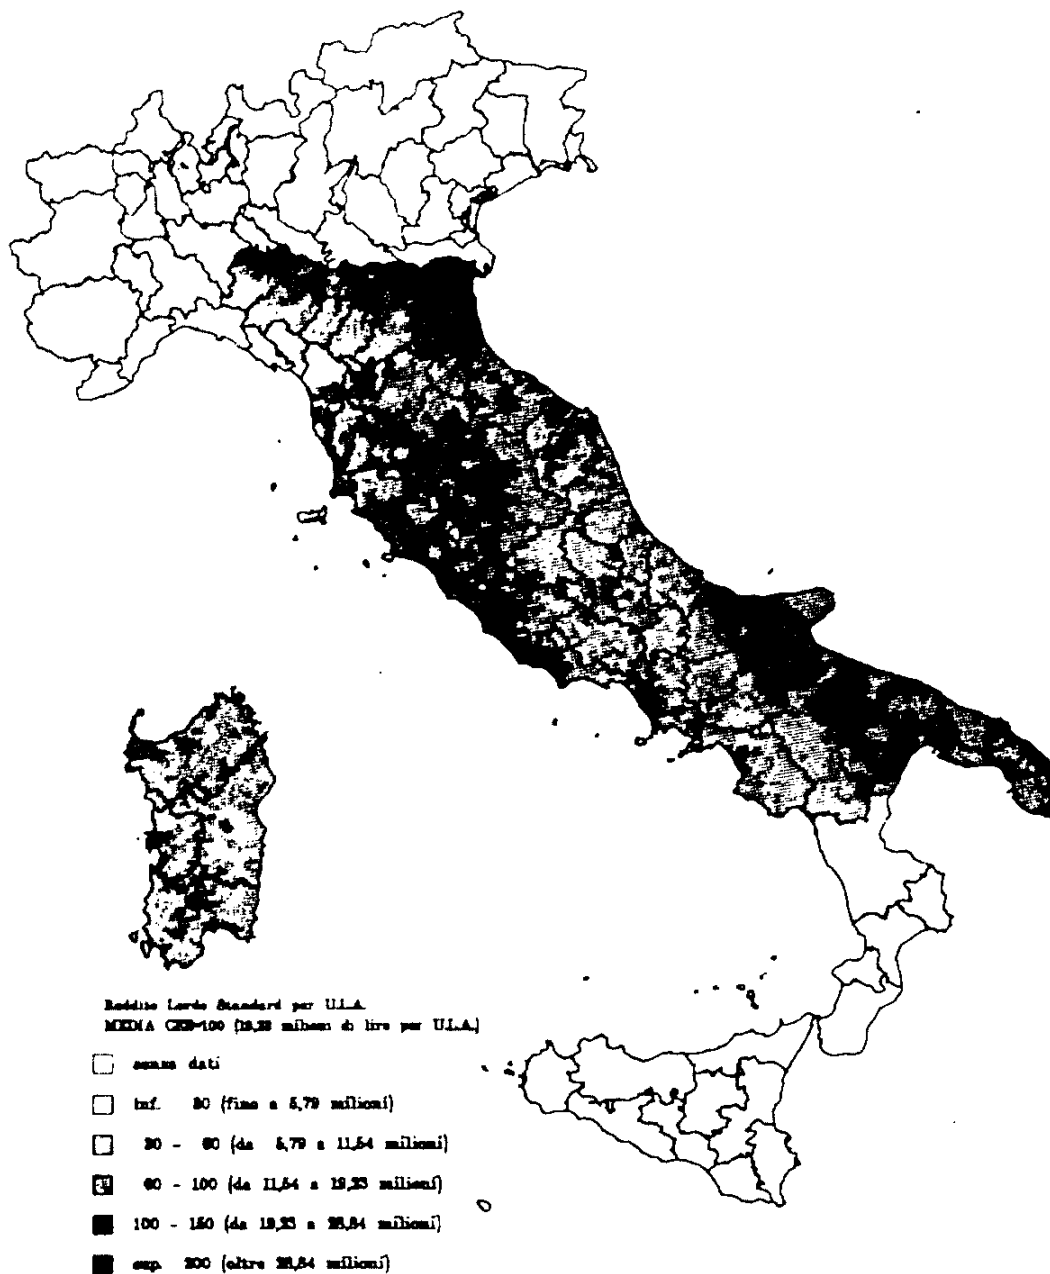 Reddito Lordo Standard per U.L.A.
MEDIA CEE=100 (19,23 milioni di lire per U.L.A.)
senza dati
inf. 30 (fino a 5,79 milioni)
30 - 60 (da 5,79 a 11,54 milioni)
60 - 100 (da 11,54 a 19,23 milioni)
100 - 150 (da 19,23 a 28,84 milioni)
sup. 200 (oltre 28,84 milioni)